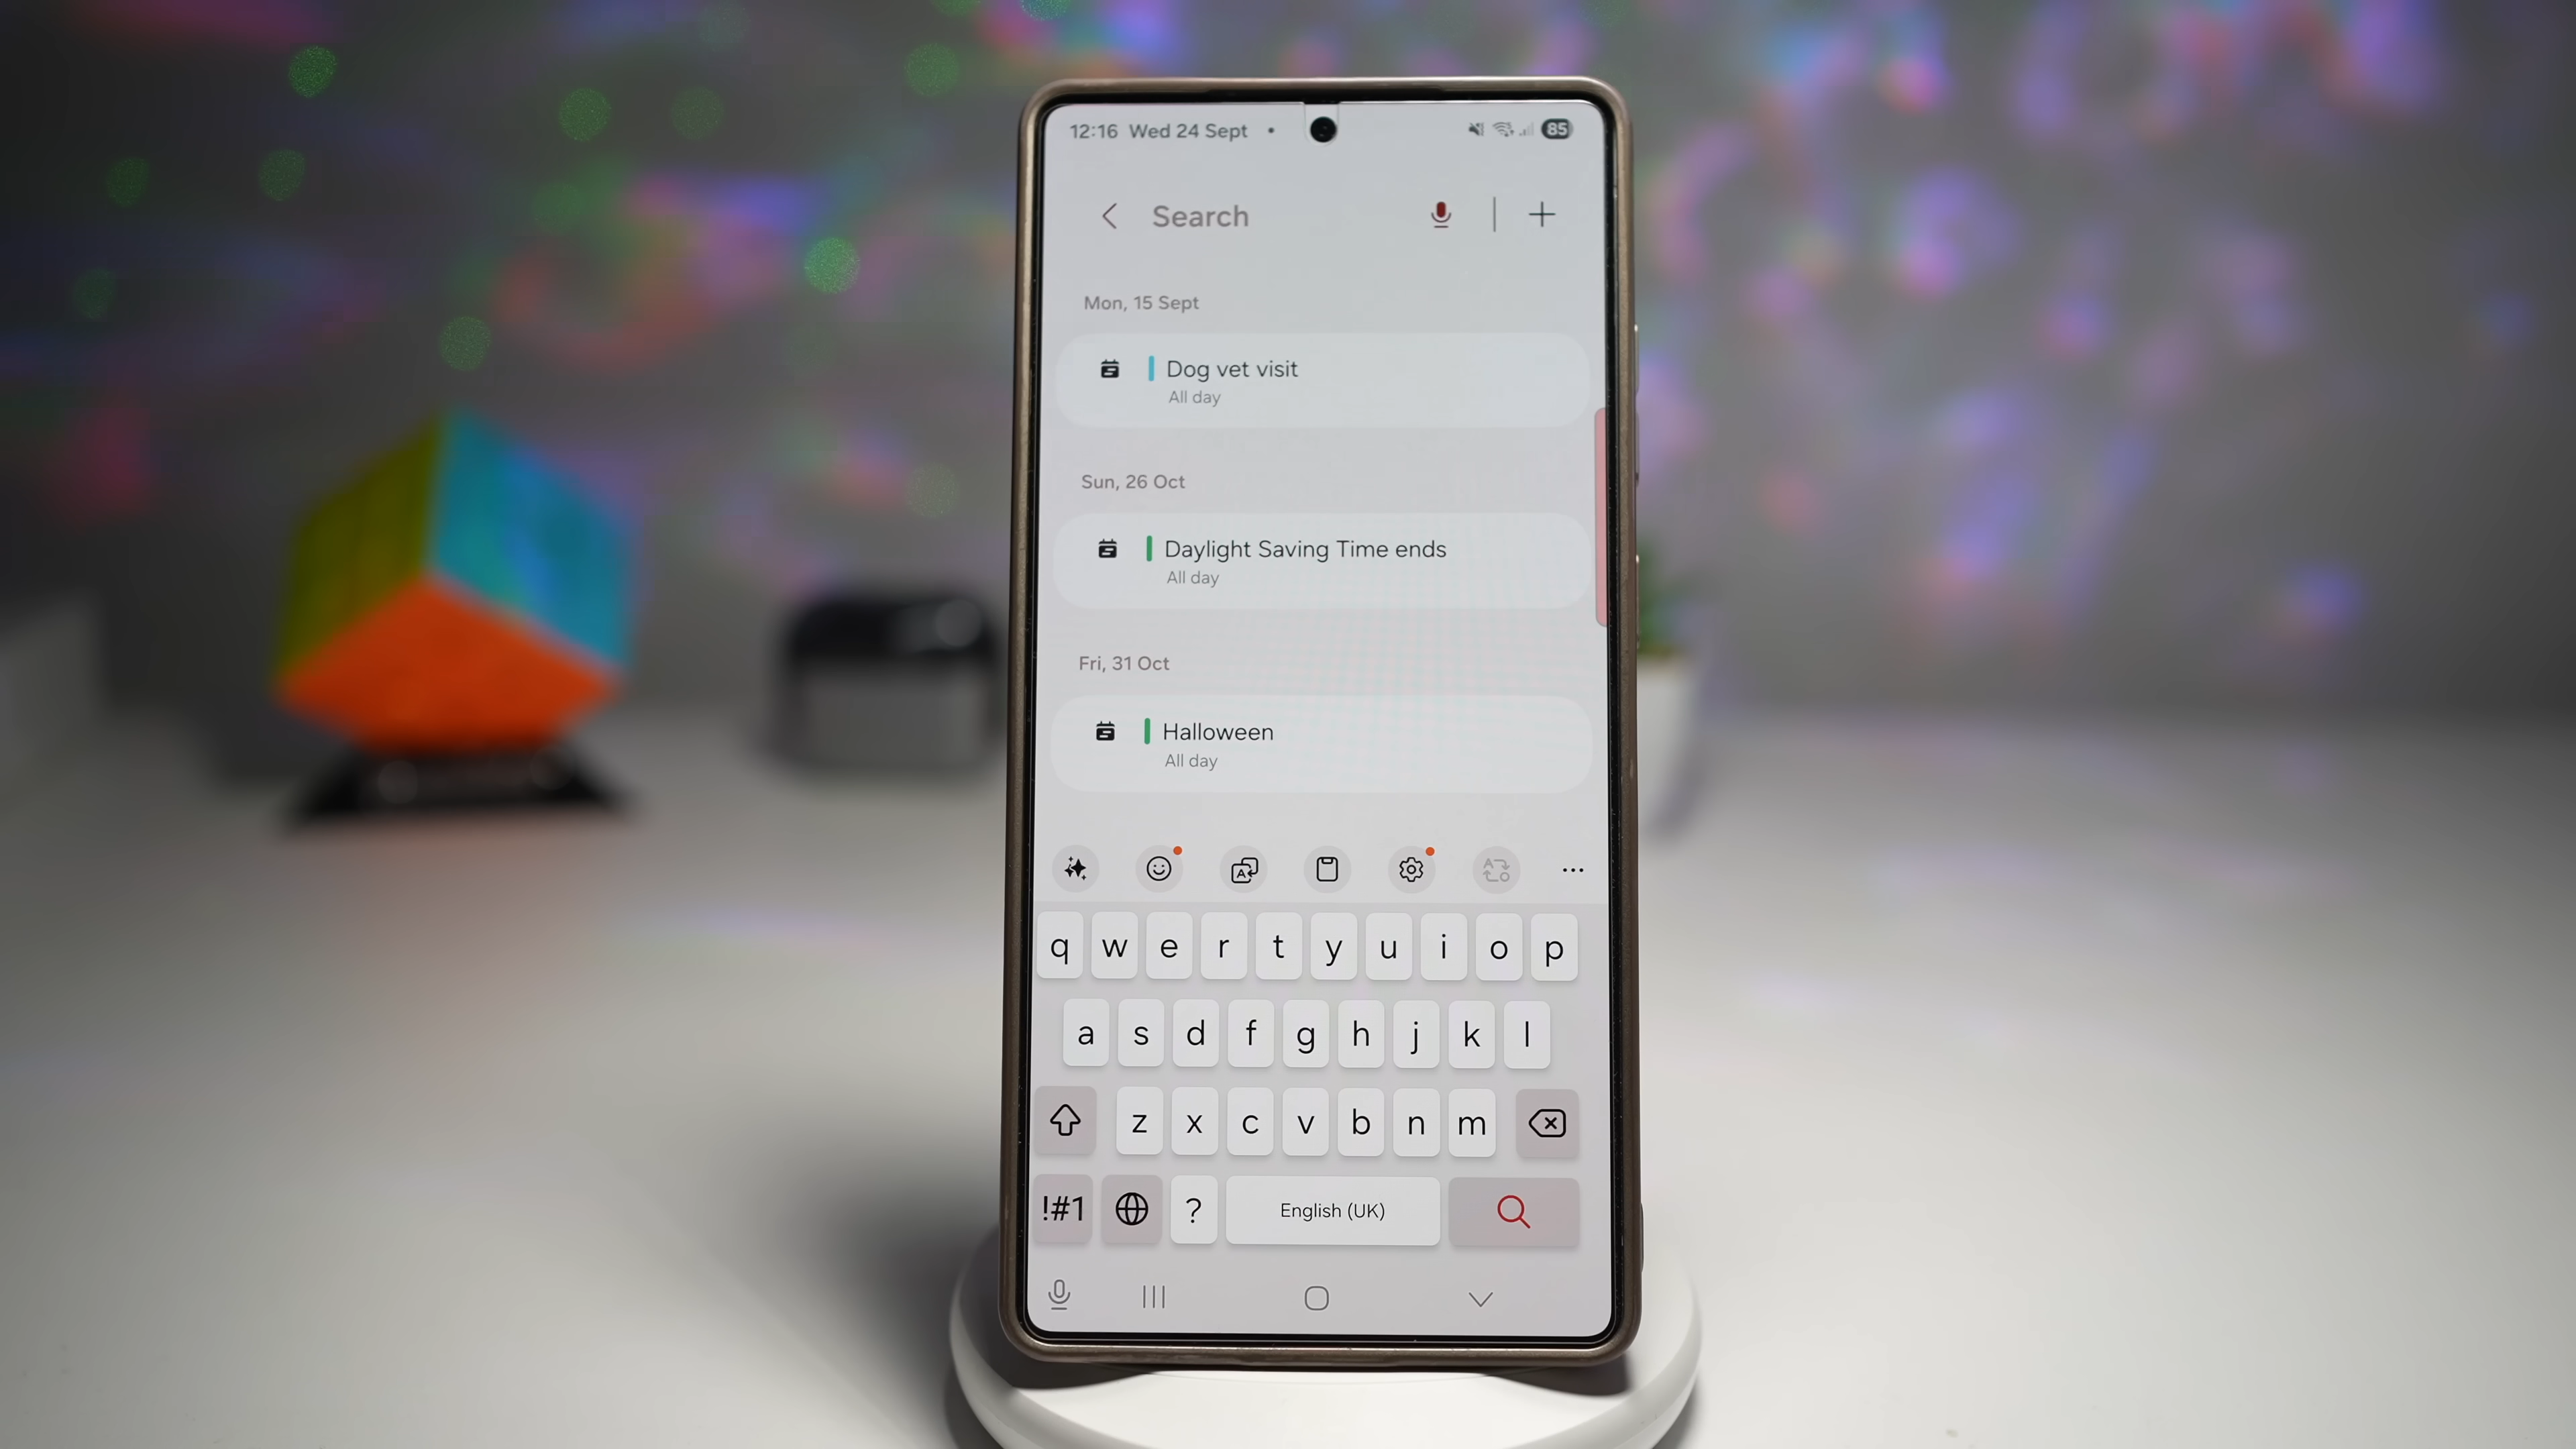 12:16 Wed 24 Sept • 85
Search
Mon, 15 Sept
Dog vet visit
All day
Sun, 26 Oct
Daylight Saving Time ends
All day
Fri, 31 Oct
Halloween
All day
q w e r t y u i o p
a s d f g h j k l
z x c v b n m
!#1 ? English (UK)